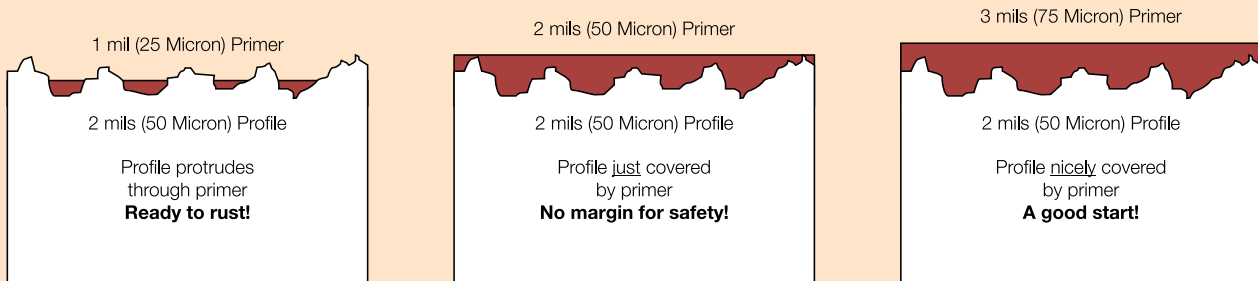 1 mil (25 Micron) Primer
2 mils (50 Micron) Profile
Profile protrudes
through primer
Ready to rust!
2 mils (50 Micron) Primer
2 mils (50 Micron) Profile
Profile just covered
by primer
No margin for safety!
3 mils (75 Micron) Primer
2 mils (50 Micron) Profile
Profile nicely covered
by primer
A good start!